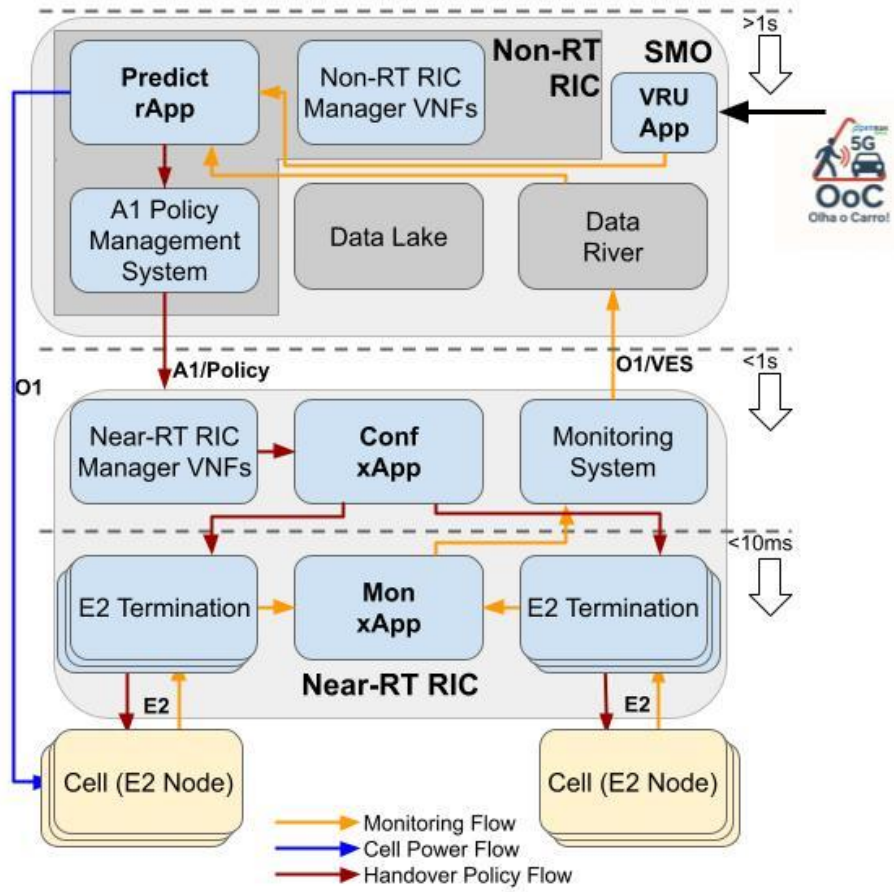 >1s
Non-RT
RIC
SMO
Predict
rApp
Non-RT RIC
Manager VNFs
VRU
App
5G
OoC
Olha o Carro!
A1 Policy
Management
System
Data Lake
Data
River
<1s
A1/Policy
O1/VES
O1
Near-RT RIC
Manager VNFs
Conf
xApp
Monitoring
System
<10ms
E2 Termination
Mon
xApp
E2 Termination
Near-RT RIC
E2
E2
Cell (E2 Node)
Cell (E2 Node)
Monitoring Flow
Cell Power Flow
Handover Policy Flow